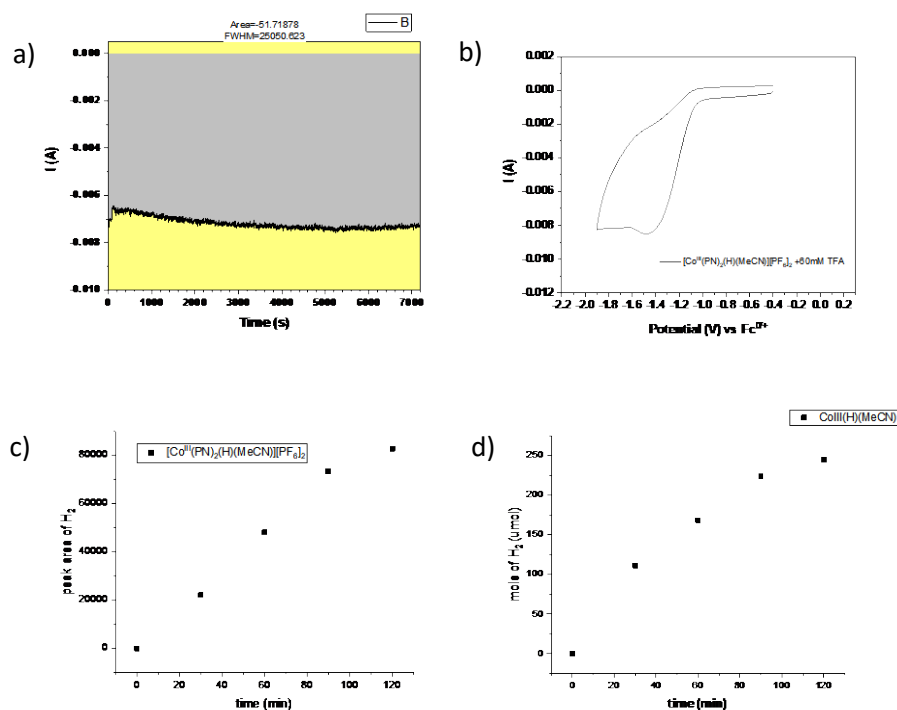 a)
Area=-51.71878
FWHM=25050.623
B
0.000
-0.002
-0.004
-0.006
-0.008
-0.010
I (A)
0 1000 2000 3000 4000 5000 6000 7000
Time (s)
b)
0.000
-0.002
-0.004
-0.006
-0.008
-0.010
-0.012
I (A)
[Coᴵᴵᴵ(PN)₂(H)(MeCN)][PF₆]₂ +60mM TFA
-2.2 -2.0 -1.8 -1.6 -1.4 -1.2 -1.0 -0.8 -0.6 -0.4 -0.2 0.0 0.2
Potential (V) vs Fc⁰ᐟ⁺
c)
[Coᴵᴵᴵ(PN)₂(H)(MeCN)][PF₆]₂
80000
60000
40000
20000
0
peak area of H₂
0 20 40 60 80 100 120
time (min)
d)
CoIII(H)(MeCN)
250
200
150
100
50
0
mole of H₂ (umol)
0 20 40 60 80 100 120
time (min)